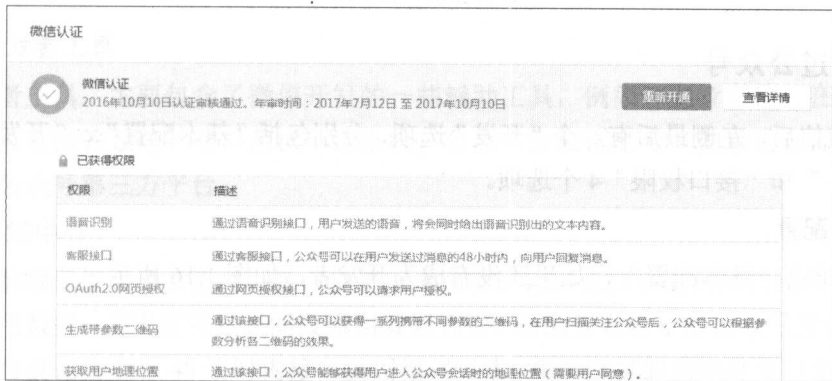 微信认证
微信认证
2016年10月10日认证审核通过。年审时间：2017年7月12日 至 2017年10月10日
重新开通 查看详情
已获得权限
权限 描述
语音识别 通过语音识别接口，用户发送的语音，将会同时给出语音识别出的文本内容。
客服接口 通过客服接口，公众号可以在用户发送过消息的48小时内，向用户回复消息。
OAuth2.0网页授权 通过网页授权接口，公众号可以请求用户授权。
生成带参数二维码 通过该接口，公众号可以获得一系列携带不同参数的二维码，在用户扫描关注公众号后，公众号可以根据参
数分析各二维码的效果。
获取用户地理位置 通过该接口，公众号能够获得用户进入公众号会话时的地理位置（需要用户同意）。